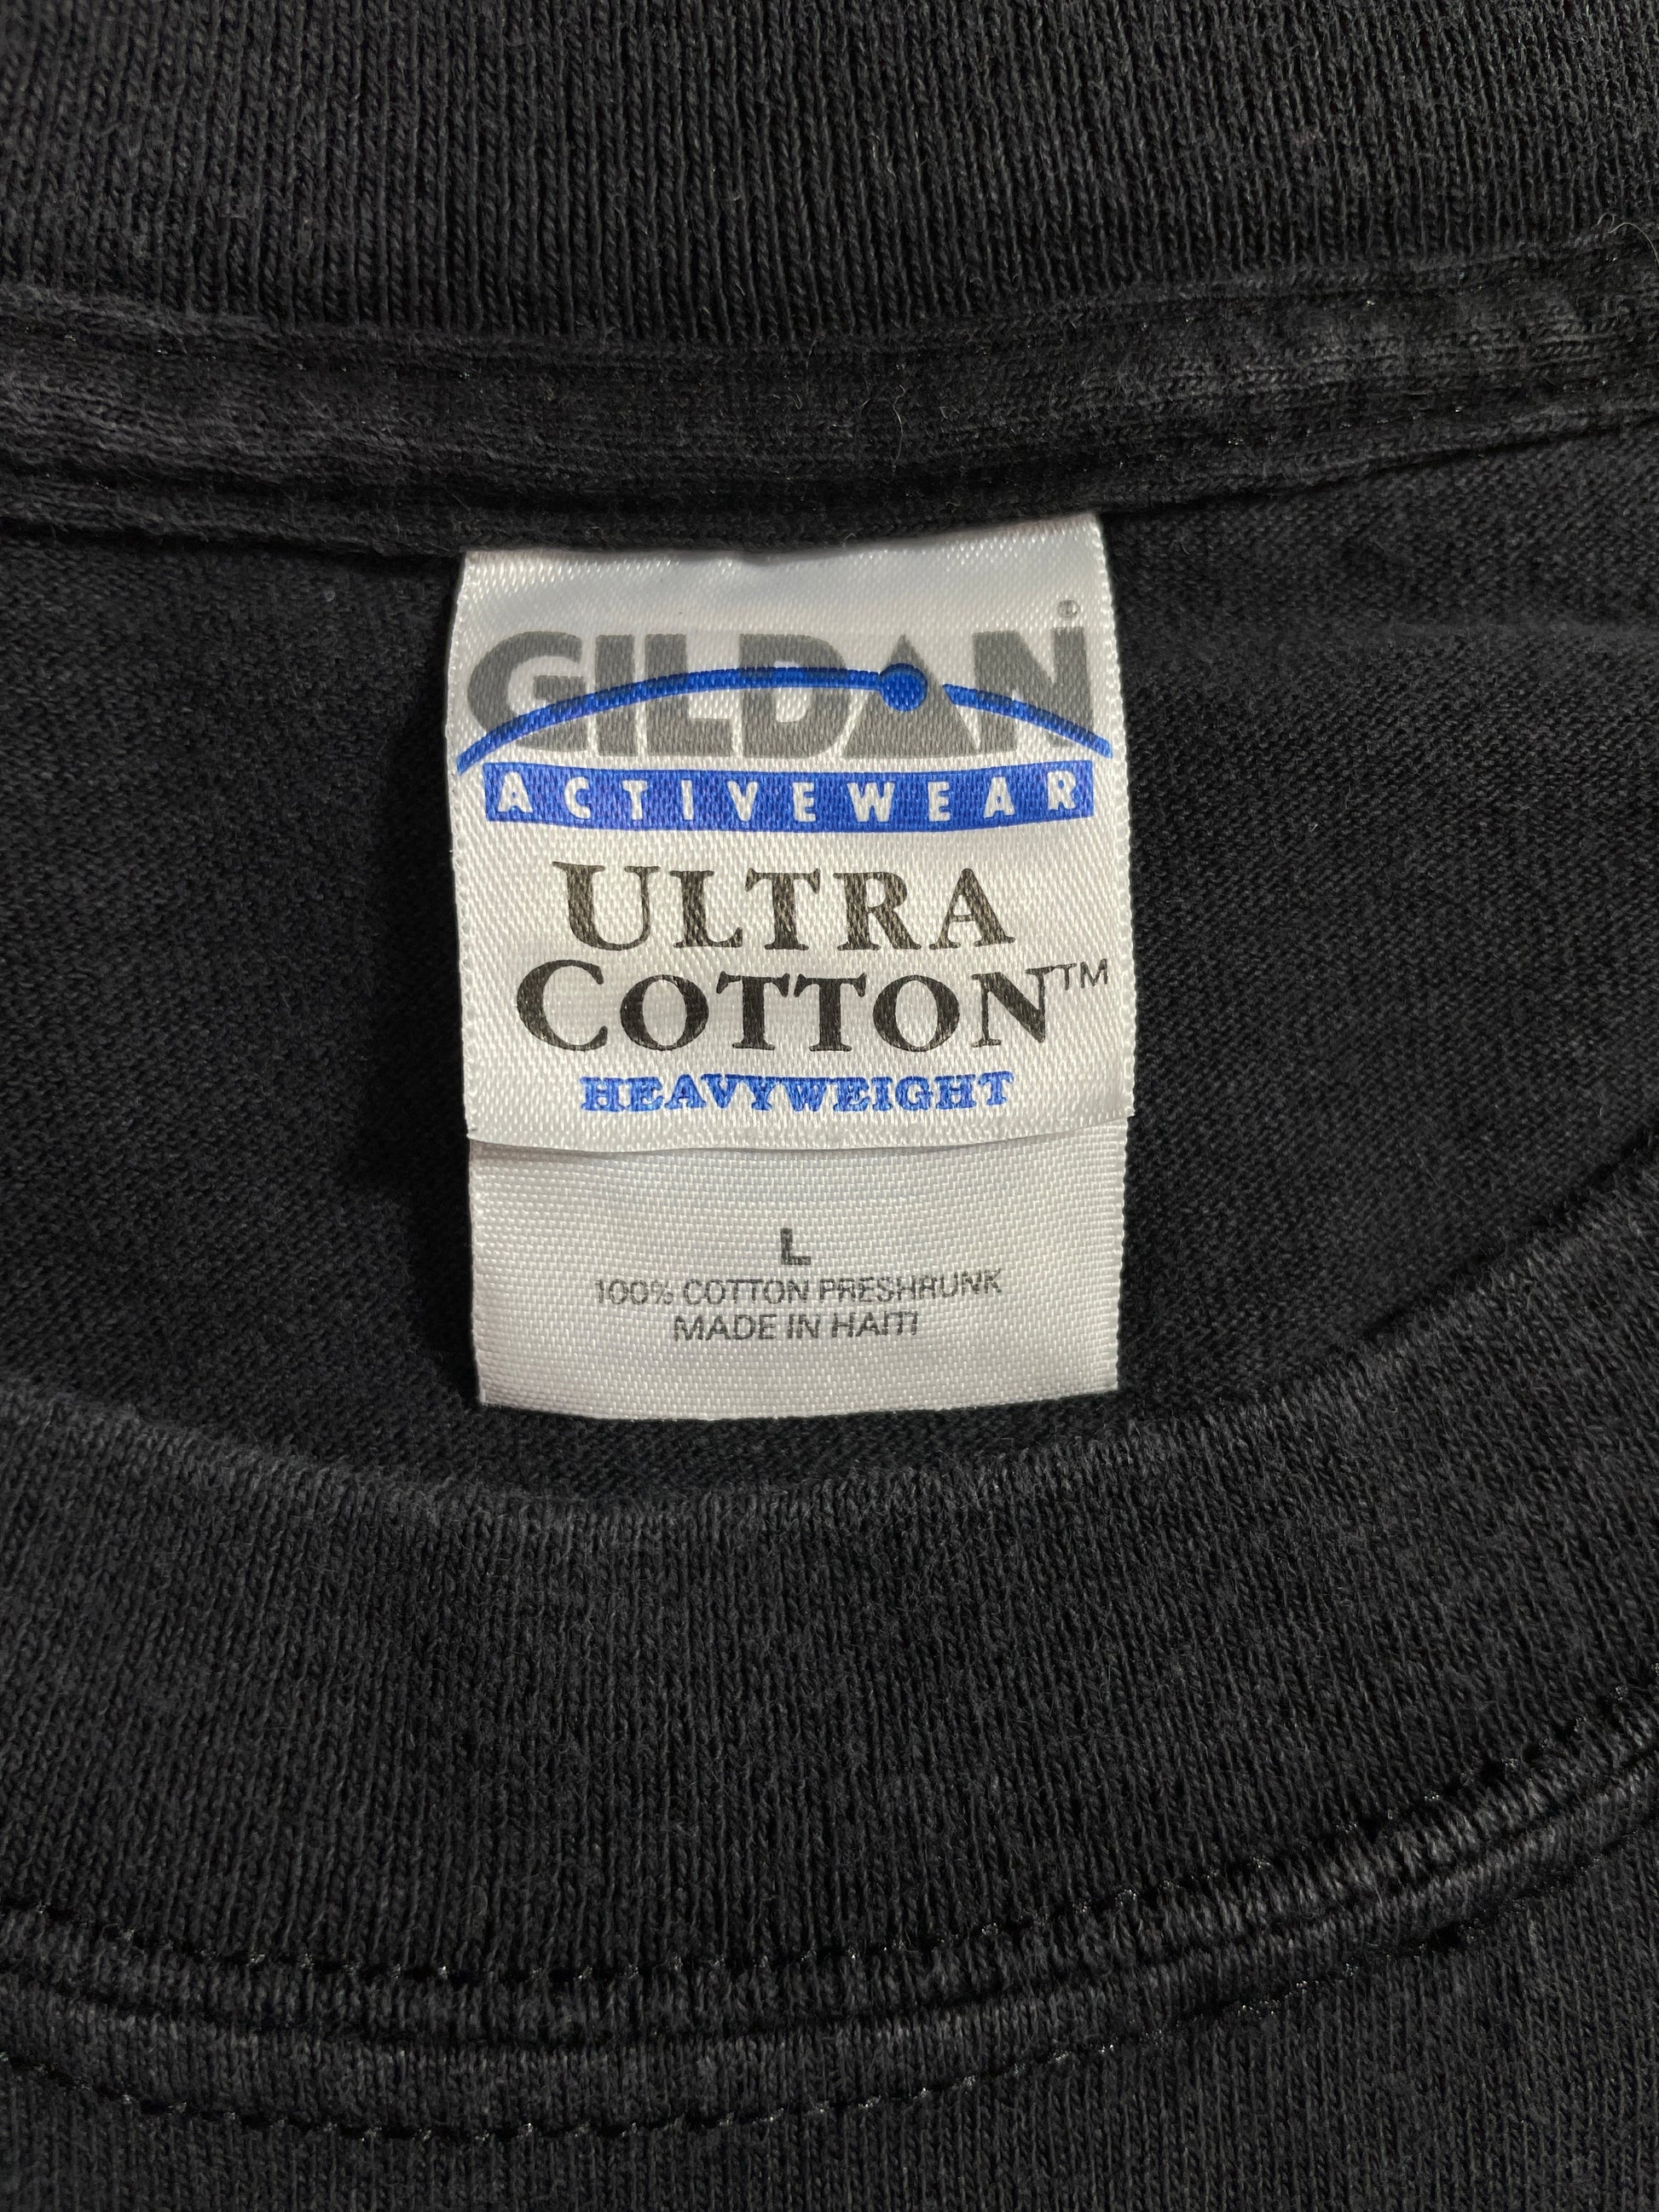 GILDAN®
ACTIVEWEAR
ULTRA
COTTON™
HEAVYWEIGHT
L
100% COTTON PRESHRUNK
MADE IN HAITI